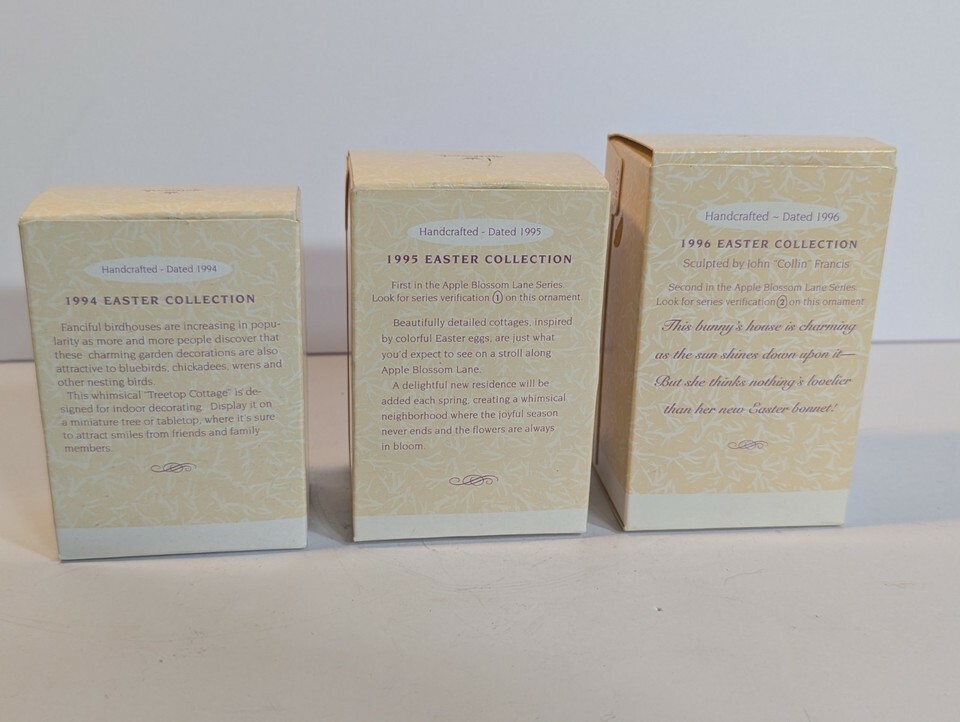 Handcrafted - Dated 1994
1994 EASTER COLLECTION
Fanciful birdhouses are increasing in popu-
larity as more and more people discover that
these charming garden decorations are also
attractive to bluebirds, chickadees, wrens and
other nesting birds.
This whimsical "Treetop Cottage" is de-
signed for indoor decorating. Display it on
a miniature tree or tabletop, where it's sure
to attract smiles from friends and family
members.
Handcrafted - Dated 1995
1995 EASTER COLLECTION
First in the Apple Blossom Lane Series.
Look for series verification 1 on this ornament.
Beautifully detailed cottages, inspired
by colorful Easter eggs, are just what
you'd expect to see on a stroll along
Apple Blossom Lane.
A delightful new residence will be
added each spring, creating a whimsical
neighborhood where the joyful season
never ends and the flowers are always
in bloom.
Handcrafted – Dated 1996
1996 EASTER COLLECTION
Sculpted by John "Collin" Francis
Second in the Apple Blossom Lane Series.
Look for series verification 2 on this ornament.
This bunny's house is charming
as the sun shines down upon it—
But she thinks nothing's lovelier
than her new Easter bonnet!